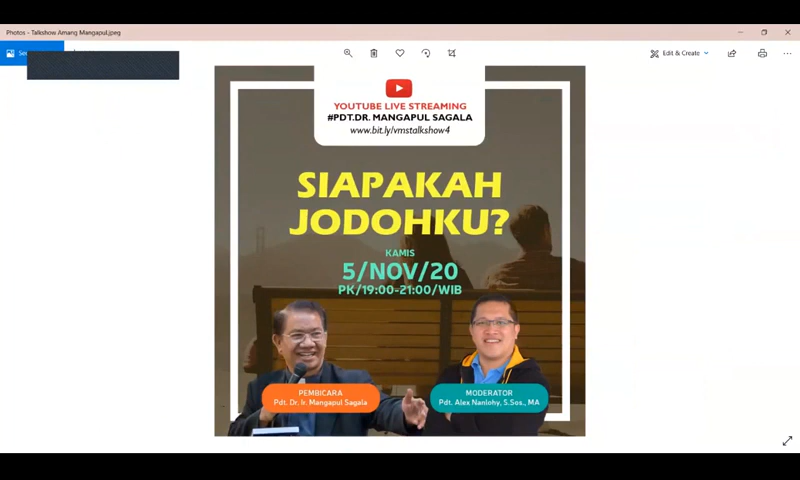 Photos - Talkshow Amang Mangapul.jpeg
Edit & Create
YOUTUBE LIVE STREAMING
#PDT.DR. MANGAPUL SAGALA
www.bit.ly/vmstalkshow4
SIAPAKAH
JODOHKU?
KAMIS
5/NOV/20
PK/19:00-21:00/WIB
PEMBICARA
Pdt. Dr. Ir. Mangapul Sagala
MODERATOR
Pdt. Alex Nanlohy, S.Sos., MA